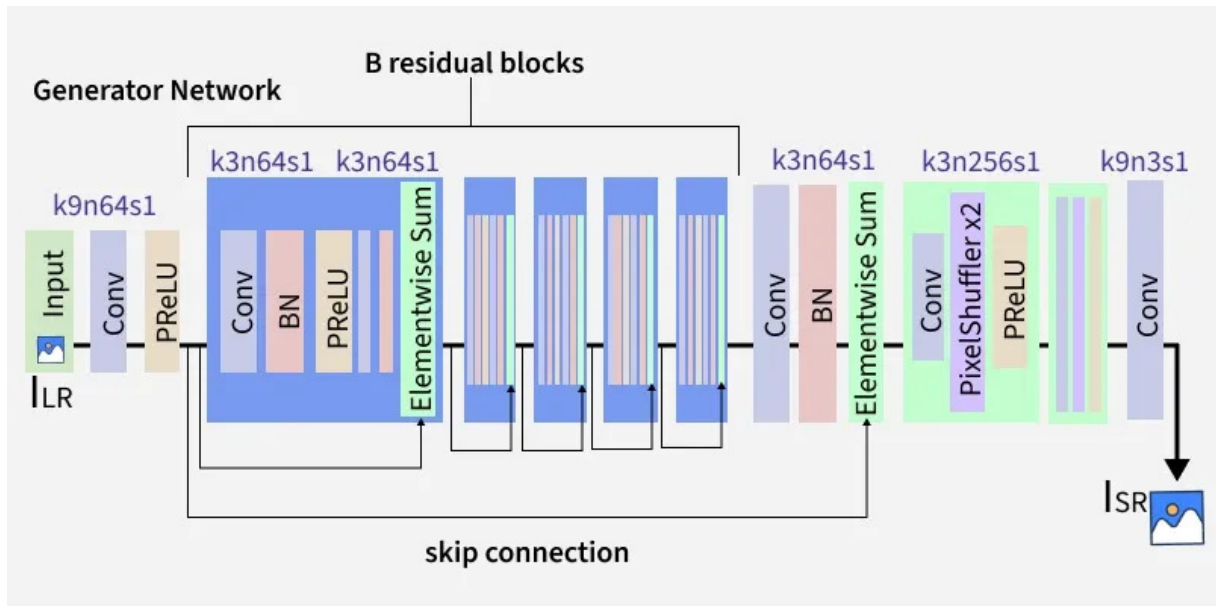 B residual blocks
Generator Network
k9n64s1
k3n64s1
k3n64s1
k3n64s1
k3n256s1
k9n3s1
Input
Conv
PReLU
Conv
BN
PReLU
Elementwise Sum
Conv
BN
Elementwise Sum
Conv
PixelShuffler x2
PReLU
Conv
ILR
ISR
skip connection